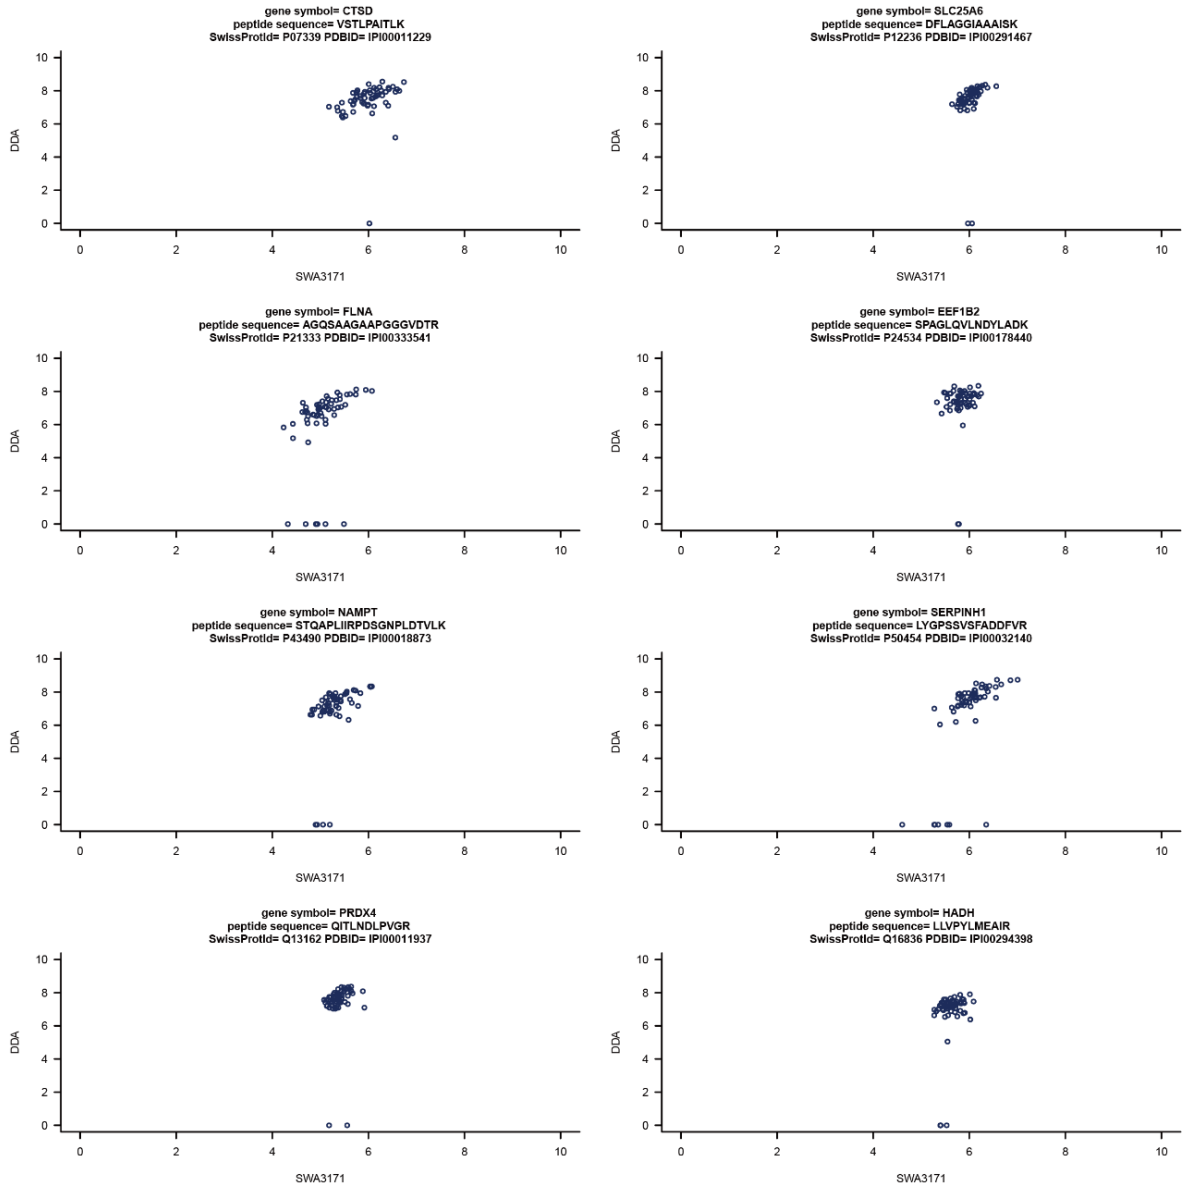 gene symbol= CTSD
peptide sequence= VSTLPAITLK
SwissProtId= P07339 PDBID= IPI00011229
10
8
6
4
2
0
DDA
0 2 4 6 8 10
SWA3171
gene symbol= SLC25A6
peptide sequence= DFLAGGIAAAISK
SwissProtId= P12236 PDBID= IPI00291467
10
8
6
4
2
0
DDA
0 2 4 6 8 10
SWA3171
gene symbol= FLNA
peptide sequence= AGQSAAGAAPGGGVDTR
SwissProtId= P21333 PDBID= IPI00333541
10
8
6
4
2
0
DDA
0 2 4 6 8 10
SWA3171
gene symbol= EEF1B2
peptide sequence= SPAGLQVLNDYLADK
SwissProtId= P24534 PDBID= IPI00178440
10
8
6
4
2
0
DDA
0 2 4 6 8 10
SWA3171
gene symbol= NAMPT
peptide sequence= STQAPLIIRPDSGNPLDTVLK
SwissProtId= P43490 PDBID= IPI00018873
10
8
6
4
2
0
DDA
0 2 4 6 8 10
SWA3171
gene symbol= SERPINH1
peptide sequence= LYGPSSVSFADDFVR
SwissProtId= P50454 PDBID= IPI00032140
10
8
6
4
2
0
DDA
0 2 4 6 8 10
SWA3171
gene symbol= PRDX4
peptide sequence= QITLNDLPVGR
SwissProtId= Q13162 PDBID= IPI00011937
10
8
6
4
2
0
DDA
0 2 4 6 8 10
SWA3171
gene symbol= HADH
peptide sequence= LLVPYLMEAIR
SwissProtId= Q16836 PDBID= IPI00294398
10
8
6
4
2
0
DDA
0 2 4 6 8 10
SWA3171